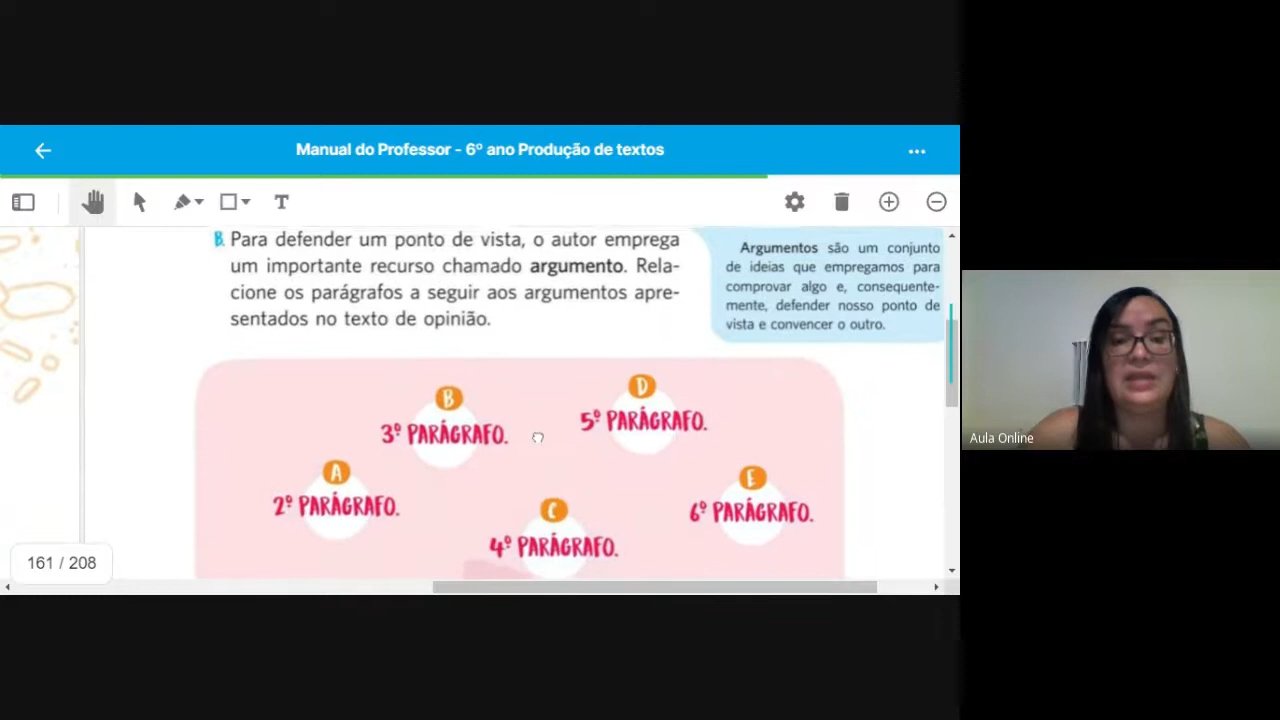 Manual do Professor - 6º ano Produção de textos
B. Para defender um ponto de vista, o autor emprega
um importante recurso chamado argumento. Rela-
cione os parágrafos a seguir aos argumentos apre-
sentados no texto de opinião.
Argumentos são um conjunto
de ideias que empregamos para
comprovar algo e, consequente-
mente, defender nosso ponto de
vista e convencer o outro.
B
3º PARÁGRAFO.
D
5º PARÁGRAFO.
A
2º PARÁGRAFO.
C
4º PARÁGRAFO.
E
6º PARÁGRAFO.
161 / 208
Aula Online